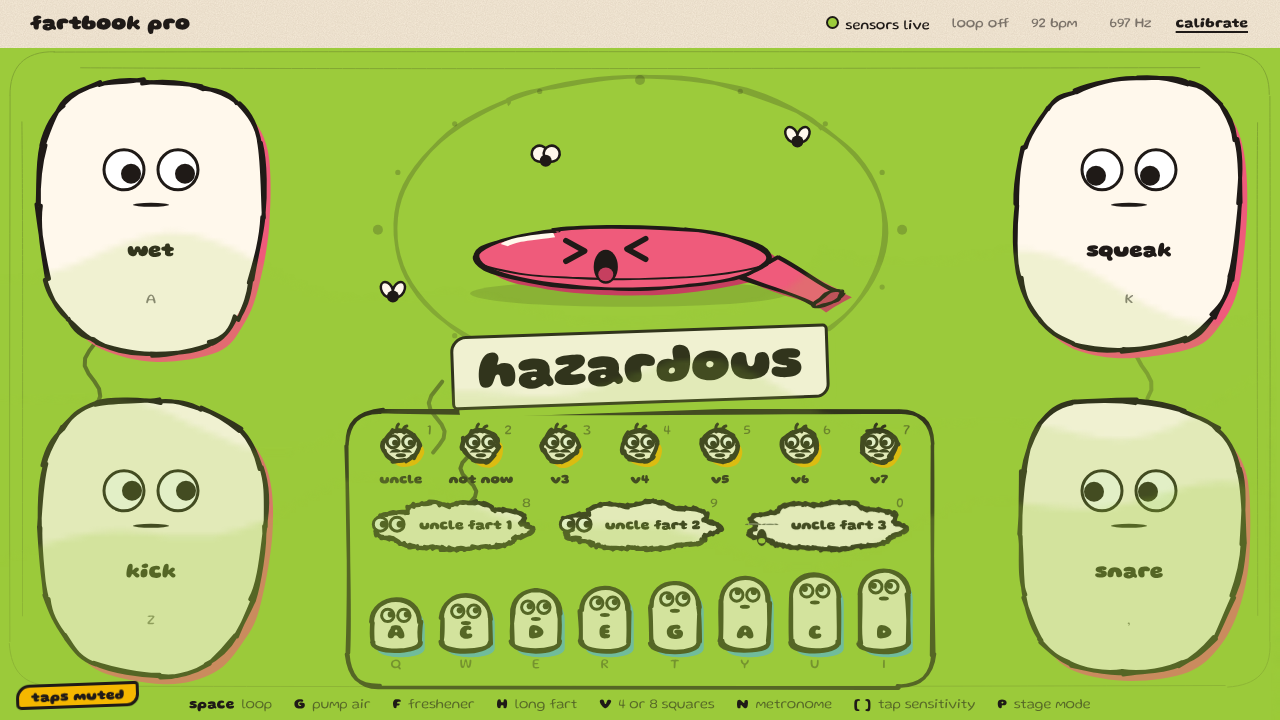 fartbook pro
sensors live loop off 92 bpm 697 Hz calibrate
wet
A
squeak
K
hazardous
1 2 3 4 5 6 7
uncle not now v3 v4 v5 v6 v7
8 9 0
uncle fart 1 uncle fart 2 uncle fart 3
kick
Z
snare
,
A C D E G A C D
Q W E R T Y U I
taps muted
space loop G pump air F freshener H long fart V 4 or 8 squares N metronome [ ] tap sensitivity P stage mode